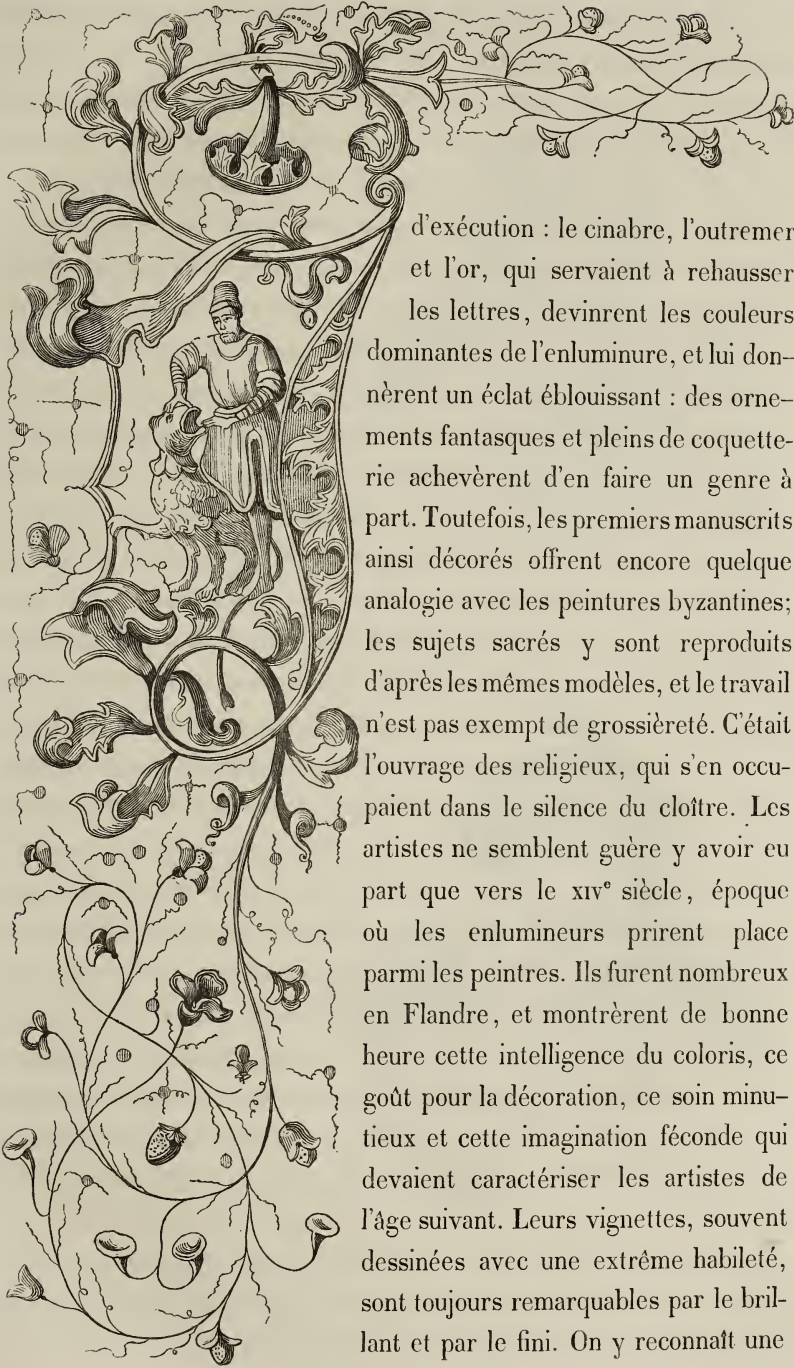 d'exécution : le cinabre, l'outremer
et l'or, qui servaient à rehausser
les lettres, devinrent les couleurs
dominantes de l'enluminure, et lui don-
nèrent un éclat éblouissant : des orne-
ments fantasques et pleins de coquette-
rie achevèrent d'en faire un genre à
part. Toutefois, les premiers manuscrits
ainsi décorés offrent encore quelque
analogie avec les peintures byzantines;
les sujets sacrés y sont reproduits
d'après les mêmes modèles, et le travail
n'est pas exempt de grossièreté. C'était
l'ouvrage des religieux, qui s'en occu-
paient dans le silence du cloître. Les
artistes ne semblent guère y avoir eu
part que vers le XIVe siècle, époque
où les enlumineurs prirent place
parmi les peintres. Ils furent nombreux
en Flandre, et montrèrent de bonne
heure cette intelligence du coloris, ce
goût pour la décoration, ce soin minu-
tieux et cette imagination féconde qui
devaient caractériser les artistes de
l'âge suivant. Leurs vignettes, souvent
dessinées avec une extrême habileté,
sont toujours remarquables par le bril-
lant et par le fini. On y reconnaît une